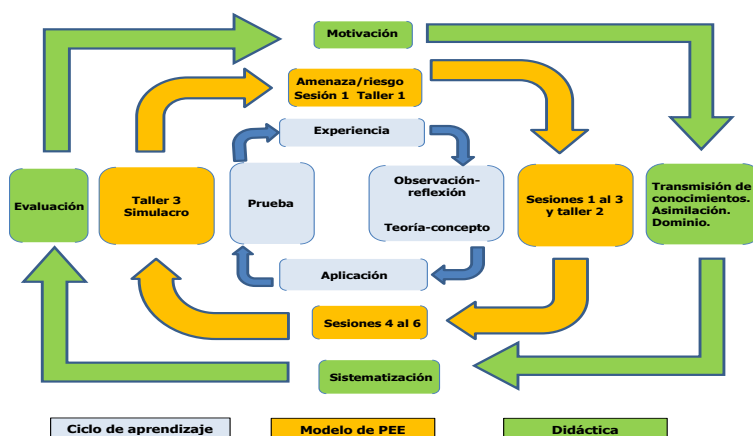 Motivación
Amenaza/riesgo
Sesión 1  Taller 1
Experiencia
Evaluación
Taller 3
Simulacro
Prueba
Observación-
reflexión
Teoría-concepto
Sesiones 1 al 3
y taller 2
Transmisión de
conocimientos.
Asimilación.
Dominio.
Aplicación
Sesiones 4 al 6
Sistematización
Ciclo de aprendizaje
Modelo de PEE
Didáctica